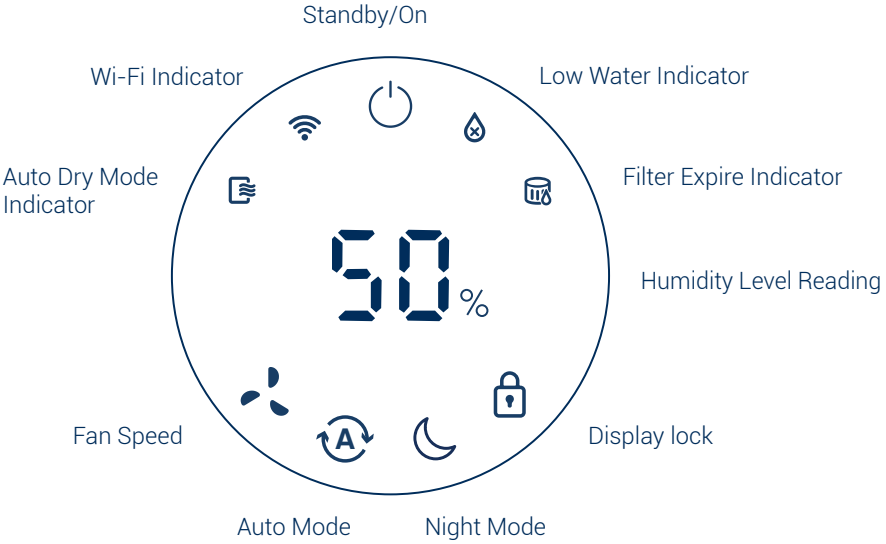 Standby/On
Wi-Fi Indicator
Low Water Indicator
Auto Dry Mode
Indicator
Filter Expire Indicator
50%
Humidity Level Reading
Fan Speed
A
Display lock
Auto Mode
Night Mode